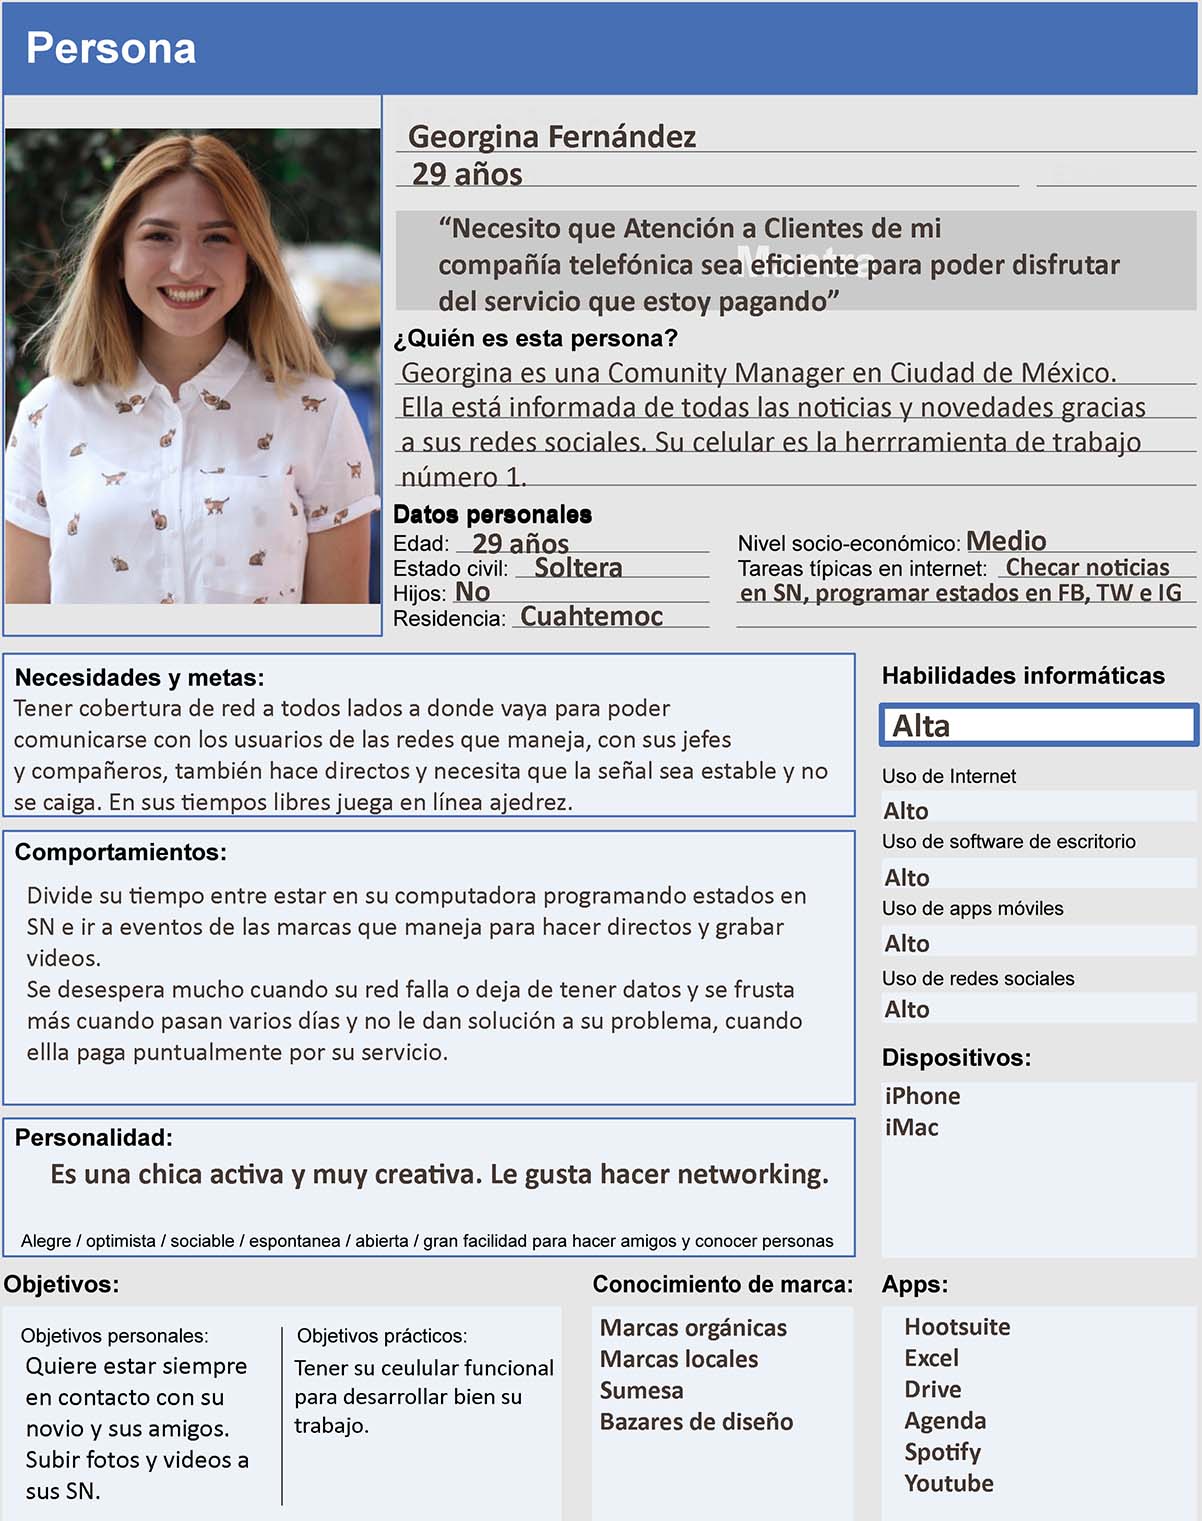 Persona
Georgina Fernández
29 años
Mantra
“Necesito que Atención a Clientes de mi
compañía telefónica sea eficiente para poder disfrutar
del servicio que estoy pagando”
¿Quién es esta persona?
Georgina es una Comunity Manager en Ciudad de México.
Ella está informada de todas las noticias y novedades gracias
a sus redes sociales. Su celular es la herrramienta de trabajo
número 1.
Datos personales
Edad: 29 años
Estado civil: Soltera
Hijos: No
Residencia: Cuahtemoc
Nivel socio-económico: Medio
Tareas típicas en internet: Checar noticias
en SN, programar estados en FB, TW e IG
Necesidades y metas:
Tener cobertura de red a todos lados a donde vaya para poder
comunicarse con los usuarios de las redes que maneja, con sus jefes
y compañeros, también hace directos y necesita que la señal sea estable y no
se caiga. En sus tiempos libres juega en línea ajedrez.
Comportamientos:
Divide su tiempo entre estar en su computadora programando estados en
SN e ir a eventos de las marcas que maneja para hacer directos y grabar
videos.
Se desespera mucho cuando su red falla o deja de tener datos y se frusta
más cuando pasan varios días y no le dan solución a su problema, cuando
ellla paga puntualmente por su servicio.
Personalidad:
Es una chica activa y muy creativa. Le gusta hacer networking.
Alegre / optimista / sociable / espontanea / abierta / gran facilidad para hacer amigos y conocer personas
Habilidades informáticas
Alta
Uso de Internet
Alto
Uso de software de escritorio
Alto
Uso de apps móviles
Alto
Uso de redes sociales
Alto
Dispositivos:
iPhone
iMac
Objetivos:
Objetivos personales:
Quiere estar siempre
en contacto con su
novio y sus amigos.
Subir fotos y videos a
sus SN.
Objetivos prácticos:
Tener su ceulular funcional
para desarrollar bien su
trabajo.
Conocimiento de marca:
Marcas orgánicas
Marcas locales
Sumesa
Bazares de diseño
Apps:
Hootsuite
Excel
Drive
Agenda
Spotify
Youtube